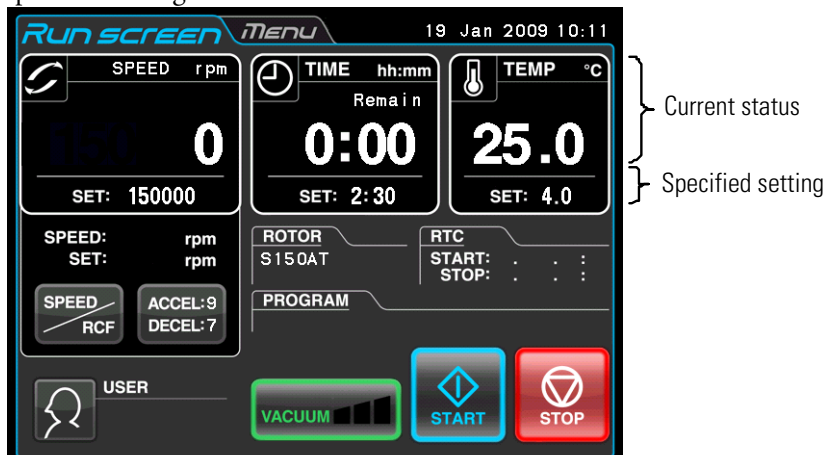 Run screen
Menu
19 Jan 2009 10:11
SPEED rpm
0
SET: 150000
TIME hh:mm
Remain
0:00
SET: 2:30
TEMP °C
25.0
SET: 4.0
Current status
Specified setting
SPEED: rpm
SET: rpm
SPEED
RCF
ACCEL:9
DECEL:7
ROTOR
S150AT
RTC
START: . . :
STOP: . . :
PROGRAM
USER
VACUUM
START
STOP